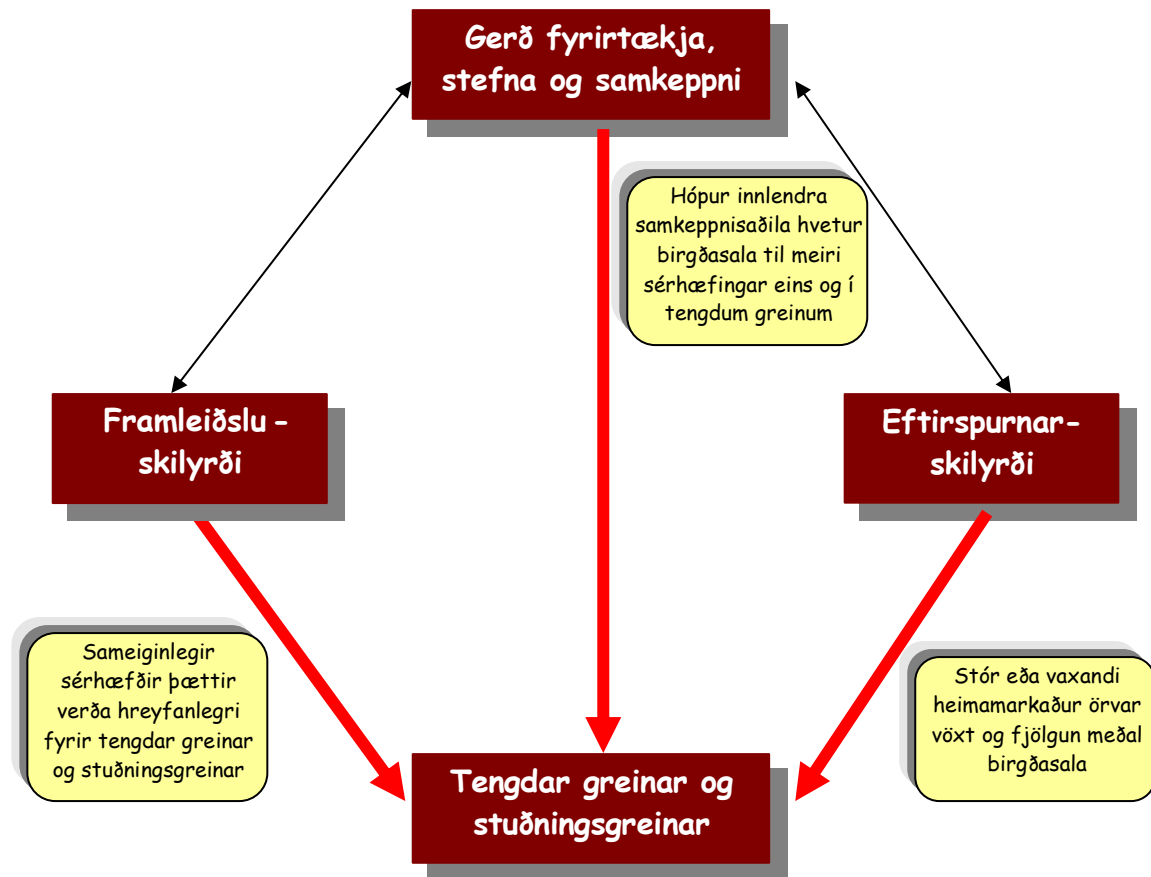 Gerð fyrirtækja,
stefna og samkeppni
Hópur innlendra
samkeppnisaðila hvetur
birgðasala til meiri
sérhæfingar eins og í
tengdum greinum
Framleiðslu -
skilyrði
Eftirspurnar-
skilyrði
Sameiginlegir
sérhæfðir þættir
verða hreyfanlegri
fyrir tengdar greinar
og stuðningsgreinar
Stór eða vaxandi
heimamarkaður örvar
vöxt og fjölgun meðal
birgðasala
Tengdar greinar og
stuðningsgreinar